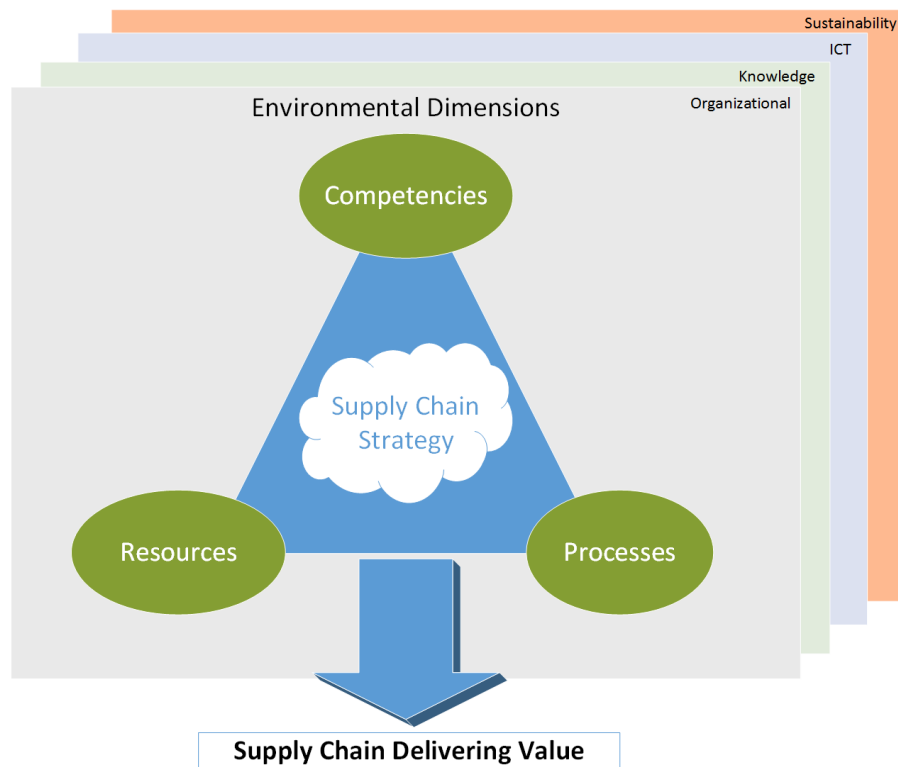 Sustainability
ICT
Knowledge
Organizational
Environmental Dimensions
Competencies
Supply Chain
Strategy
Resources
Processes
Supply Chain Delivering Value